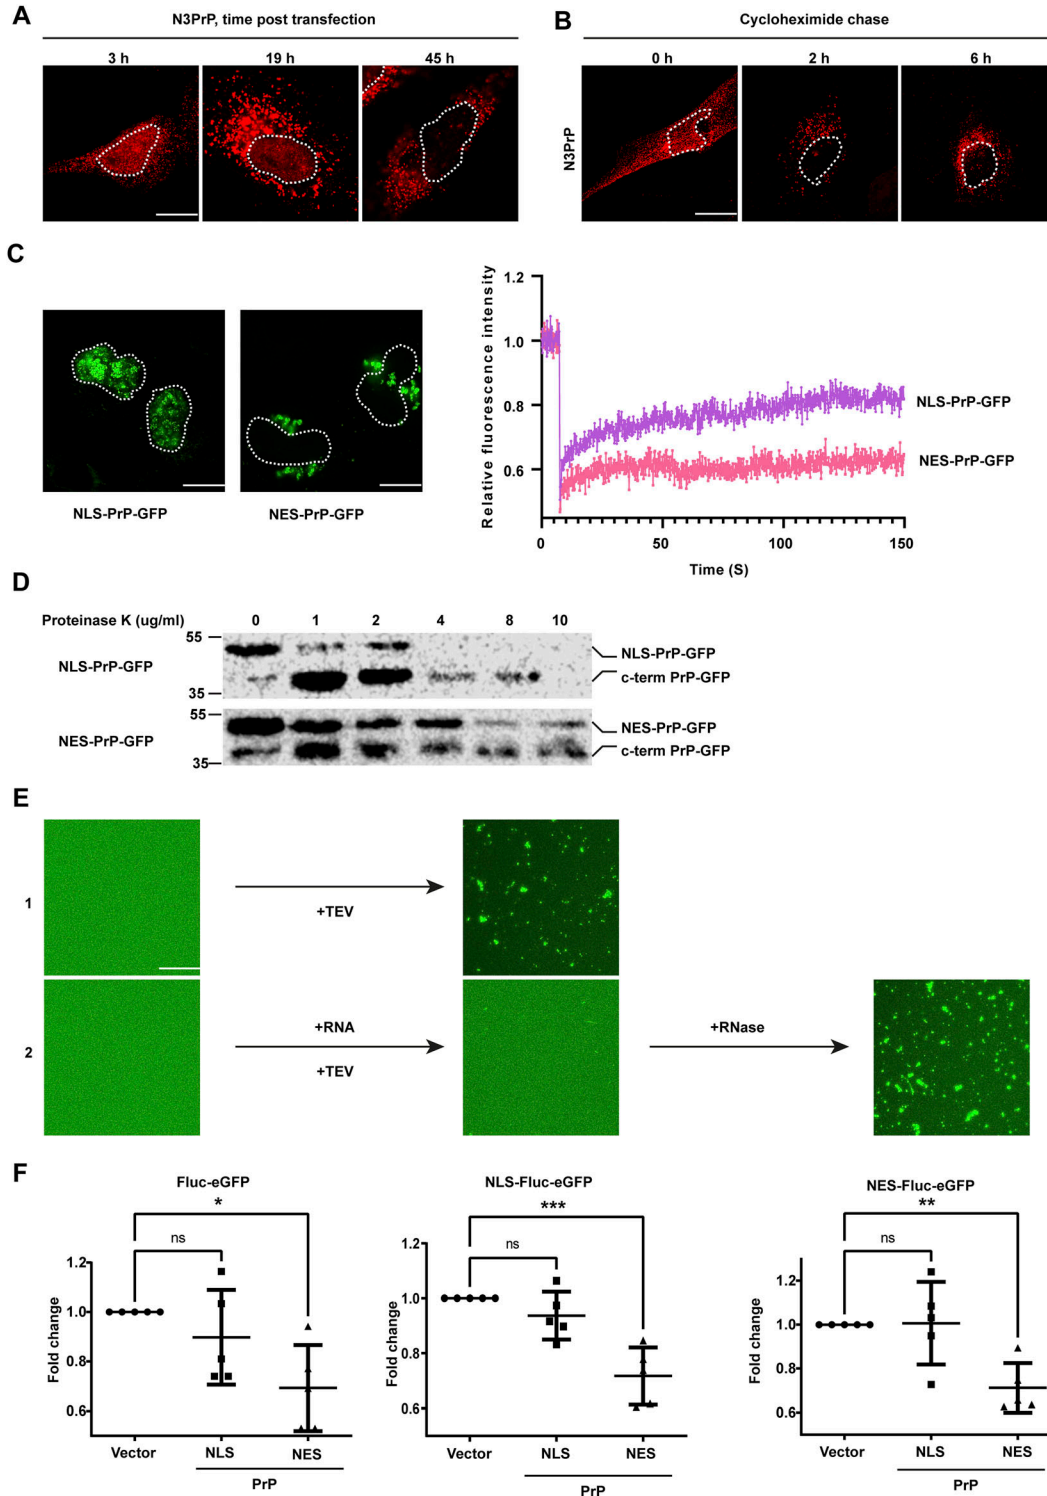 A
N3PrP, time post transfection
3 h
19 h
45 h
B
Cycloheximide chase
0 h
2 h
6 h
N3PrP
C
NLS-PrP-GFP
NES-PrP-GFP
Relative fluorescence intensity
1.2
1.0
0.8
0.6
0
50
100
150
Time (S)
NLS-PrP-GFP
NES-PrP-GFP
D
Proteinase K (ug/ml)
0
1
2
4
8
10
NLS-PrP-GFP
55
35
NLS-PrP-GFP
c-term PrP-GFP
NES-PrP-GFP
55
35
NES-PrP-GFP
c-term PrP-GFP
E
1
+TEV
2
+RNA
+TEV
+RNase
F
Fluc-eGFP
*
ns
Fold change
1.2
1.0
0.8
0.6
Vector
NLS
NES
PrP
NLS-Fluc-eGFP
***
ns
Fold change
1.2
1.0
0.8
0.6
Vector
NLS
NES
PrP
NES-Fluc-eGFP
**
ns
Fold change
1.2
1.0
0.8
0.6
Vector
NLS
NES
PrP